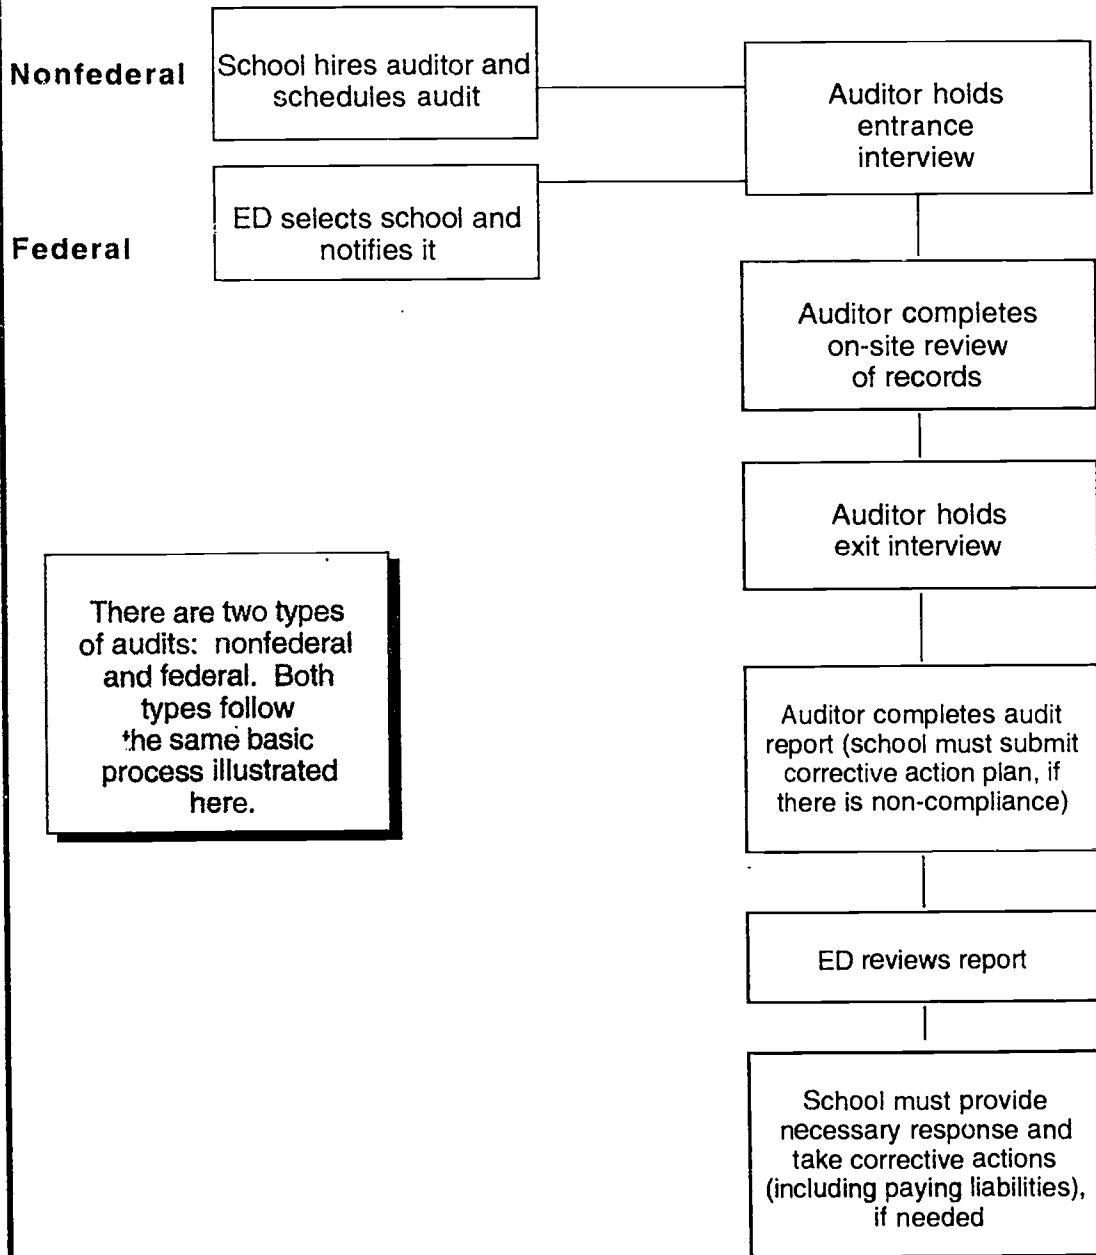 Nonfederal
School hires auditor and
schedules audit
Auditor holds
entrance
interview
Federal
ED selects school and
notifies it
Auditor completes
on-site review
of records
Auditor holds
exit interview
There are two types
of audits: nonfederal
and federal. Both
types follow
the same basic
process illustrated
here.
Auditor completes audit
report (school must submit
corrective action plan, if
there is non-compliance)
ED reviews report
School must provide
necessary response and
take corrective actions
(including paying liabilities),
if needed